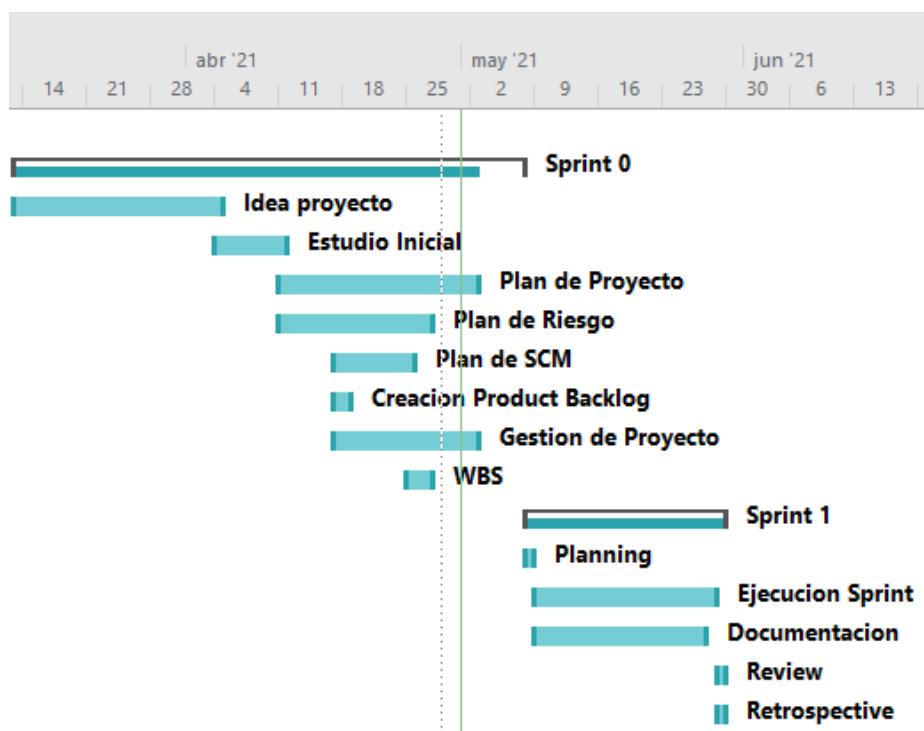 abr '21 may '21 jun '21
14 21 28 4 11 18 25 2 9 16 23 30 6 13
Sprint 0
Idea proyecto
Estudio Inicial
Plan de Proyecto
Plan de Riesgo
Plan de SCM
Creacion Product Backlog
Gestion de Proyecto
WBS
Sprint 1
Planning
Ejecucion Sprint
Documentacion
Review
Retrospective